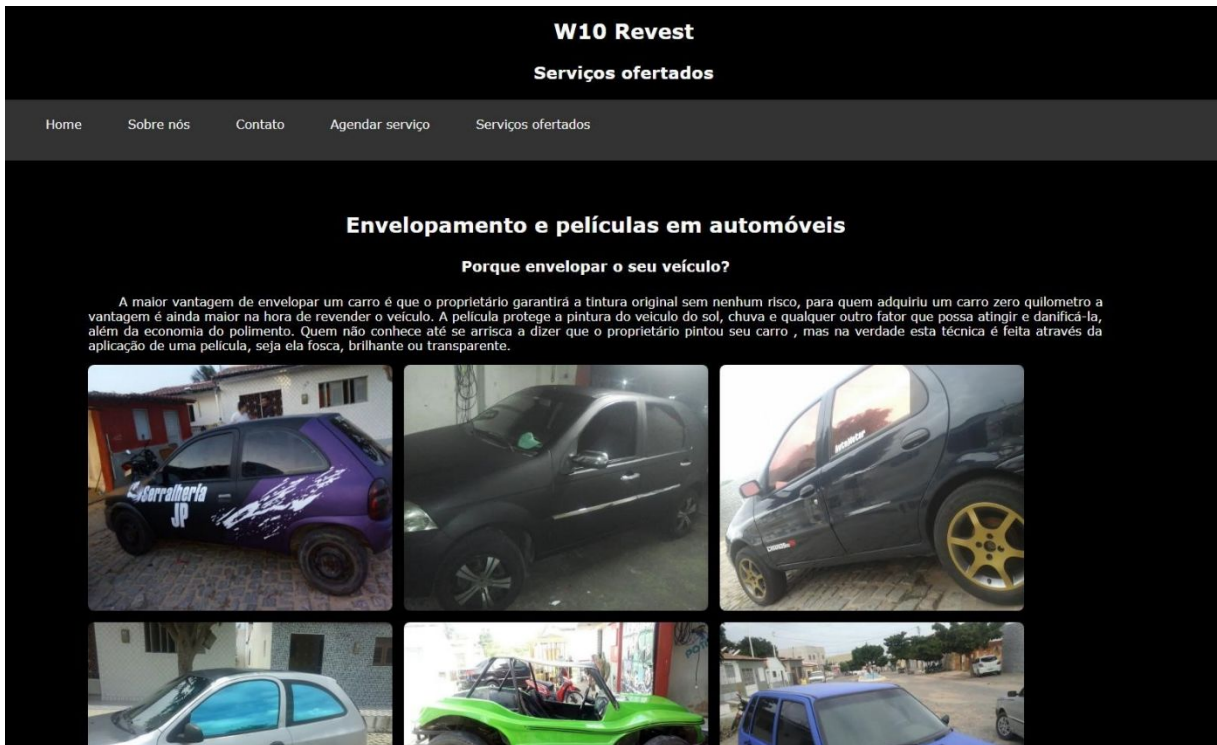 W10 Revest
Serviços ofertados
Home Sobre nós Contato Agendar serviço Serviços ofertados
Envelopamento e películas em automóveis
Porque envelopar o seu veículo?
A maior vantagem de envelopar um carro é que o proprietário garantirá a tintura original sem nenhum risco, para quem adquiriu um carro zero quilometro a
vantagem é ainda maior na hora de revender o veículo. A película protege a pintura do veiculo do sol, chuva e qualquer outro fator que possa atingir e danificá-la,
além da economia do polimento. Quem não conhece até se arrisca a dizer que o proprietário pintou seu carro , mas na verdade esta técnica é feita através da
aplicação de uma película, seja ela fosca, brilhante ou transparente.
Serralheria
JP